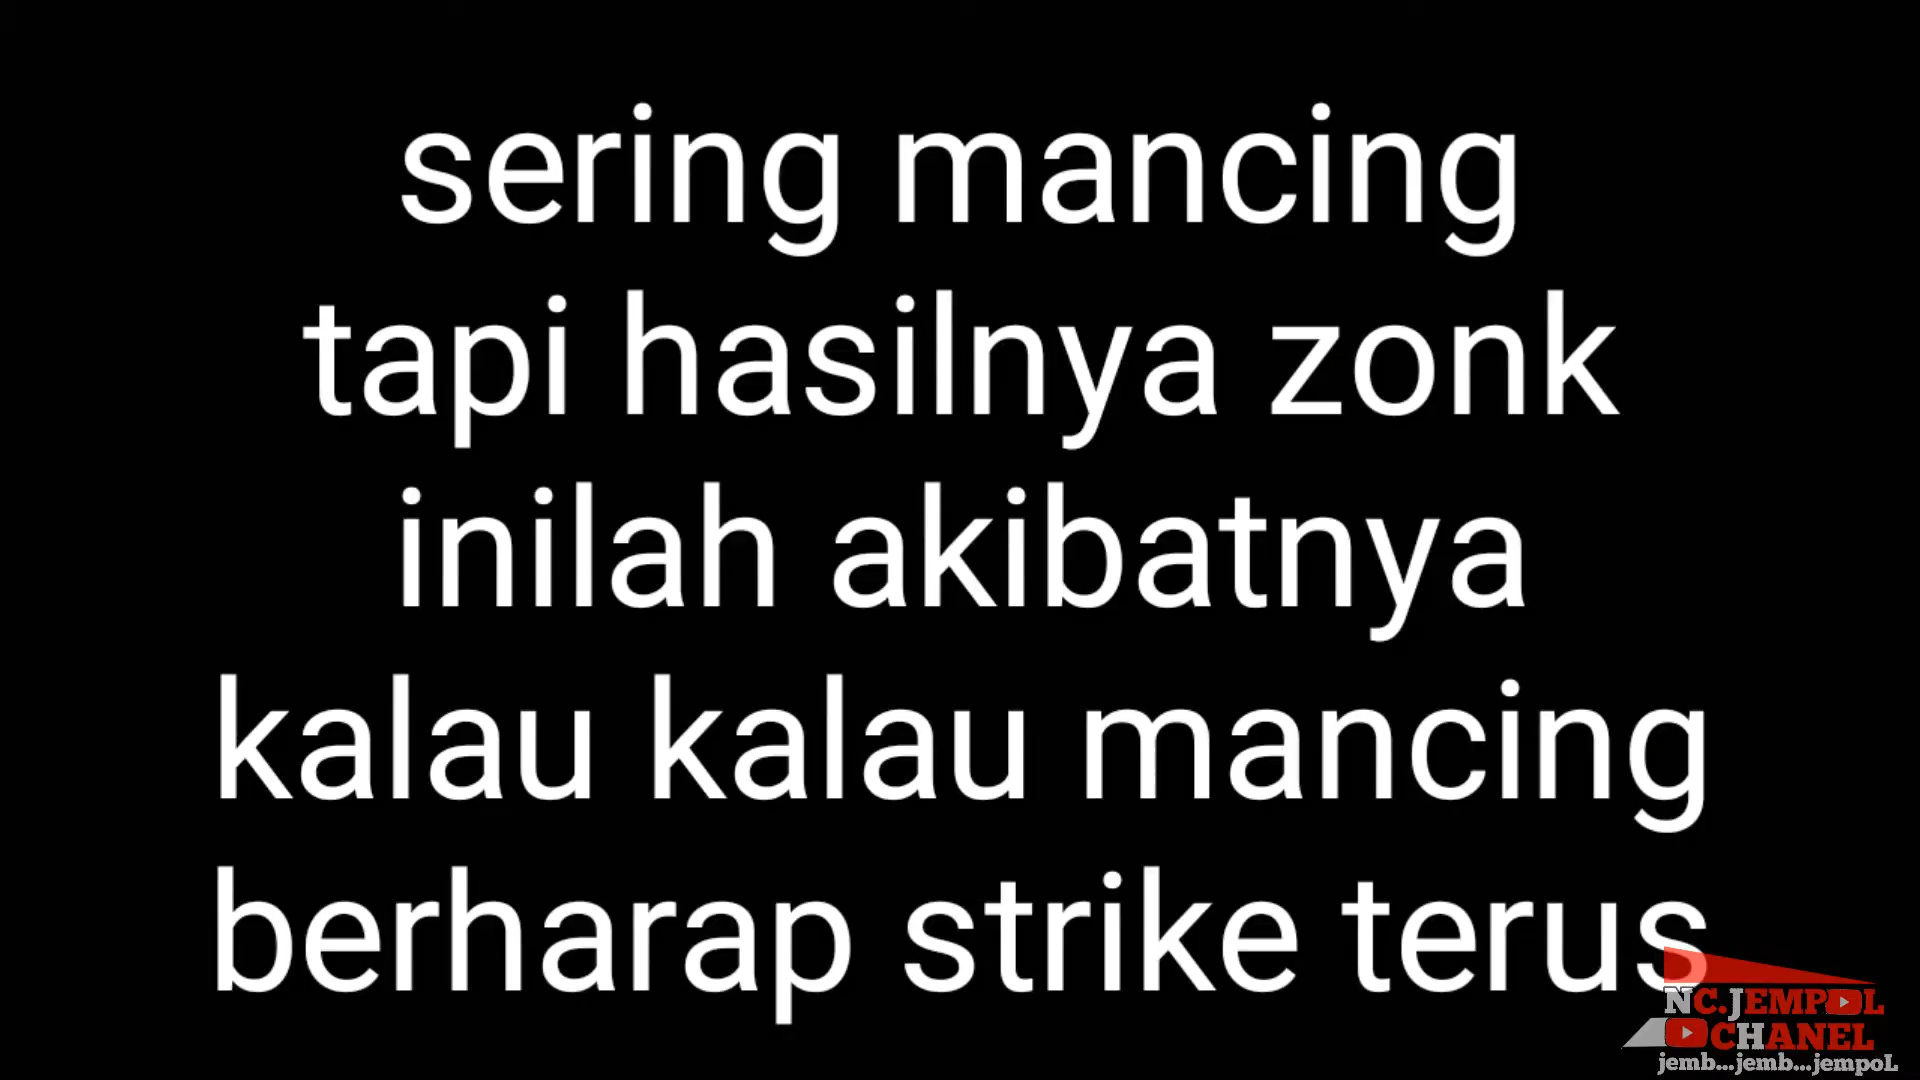 sering mancing
tapi hasilnya zonk
inilah akibatnya
kalau kalau mancing
berharap strike terus
NC.JEMPOL
CHANEL
jemb...jemb...jempoL